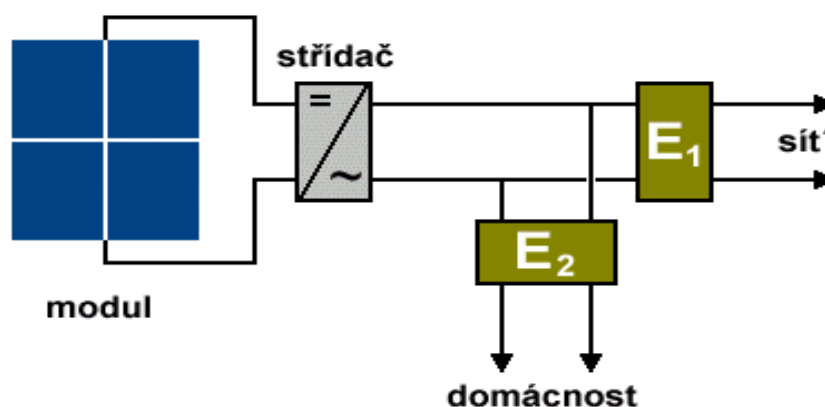 střídač
=
~
E1
síť
E2
modul
domácnost